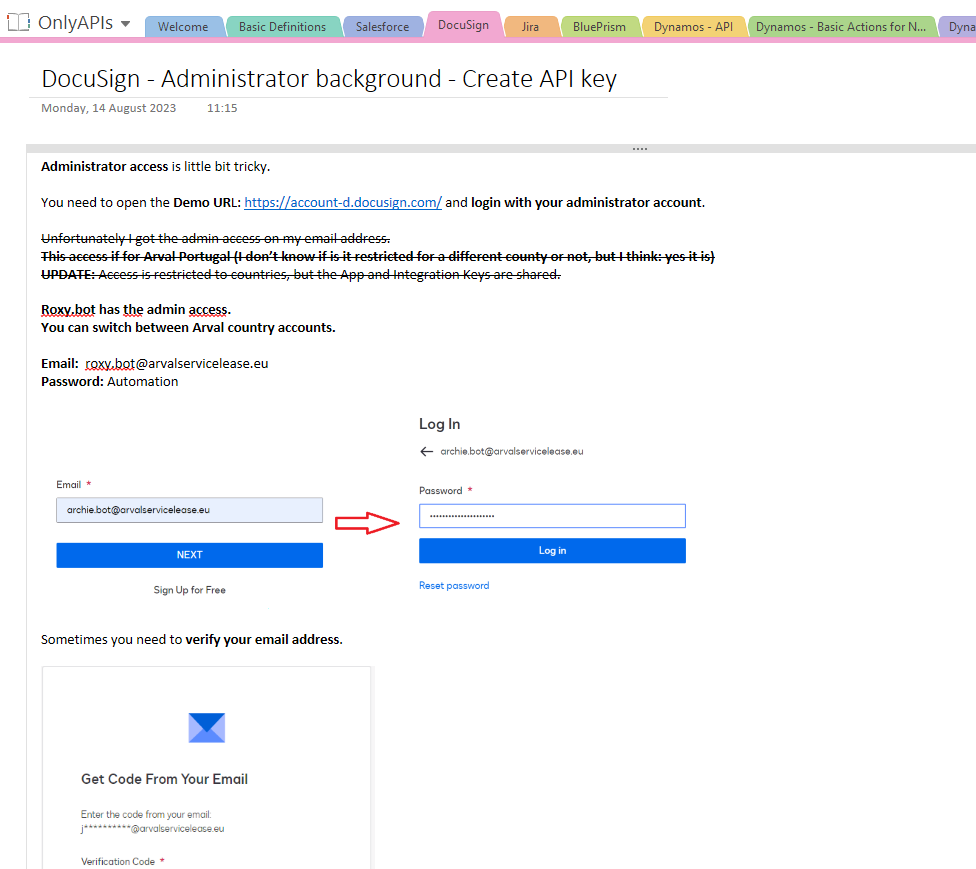 OnlyAPIs
Welcome
Basic Definitions
Salesforce
DocuSign
Jira
BluePrism
Dynamos - API
Dynamos - Basic Actions for N...
Dyna
DocuSign - Administrator background - Create API key
Monday, 14 August 2023 11:15
Administrator access is little bit tricky.
You need to open the Demo URL: https://account-d.docusign.com/ and login with your administrator account.
Unfortunately I got the admin access on my email address.
This access if for Arval Portugal (I don't know if is it restricted for a different county or not, but I think: yes it is)
UPDATE: Access is restricted to countries, but the App and Integration Keys are shared.
Roxy.bot has the admin access.
You can switch between Arval country accounts.
Email: roxy.bot@arvalservicelease.eu
Password: Automation
Email *
archie.bot@arvalservicelease.eu
NEXT
Sign Up for Free
Log In
← archie.bot@arvalservicelease.eu
Password *
•••••••••••••••••••••
Log in
Reset password
Sometimes you need to verify your email address.
Get Code From Your Email
Enter the code from your email:
j**********@arvalservicelease.eu
Verification Code *